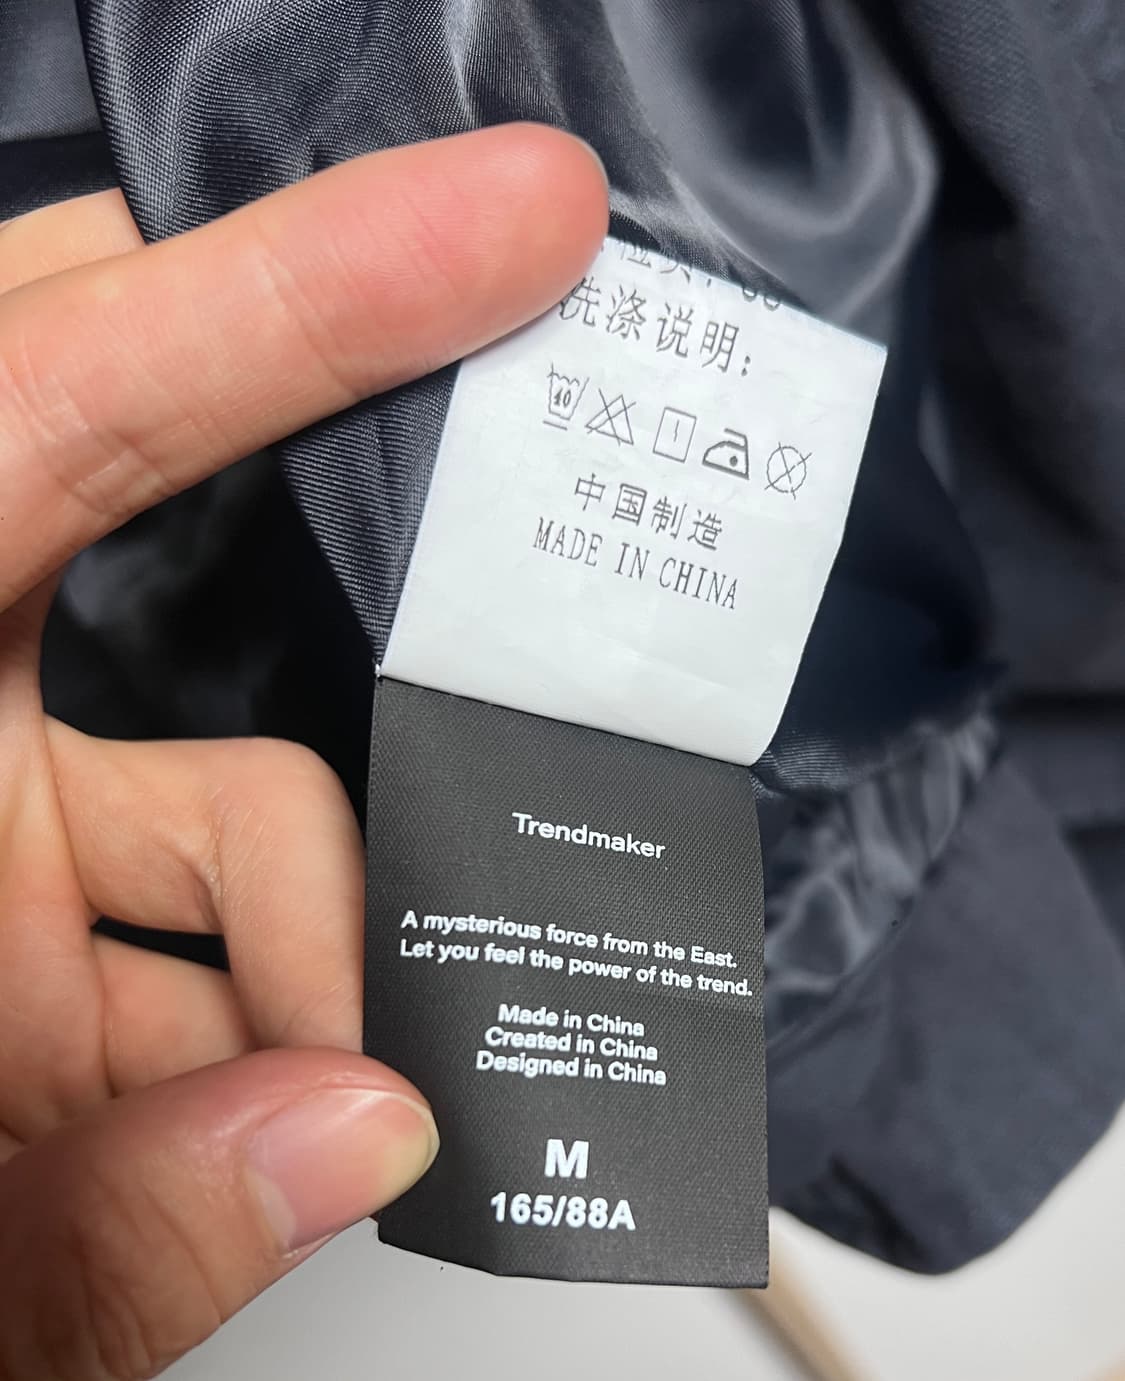 洗涤说明:
40
中国制造
MADE IN CHINA
Trendmaker
A mysterious force from the East.
Let you feel the power of the trend.
Made in China
Created in China
Designed in China
M
165/88A